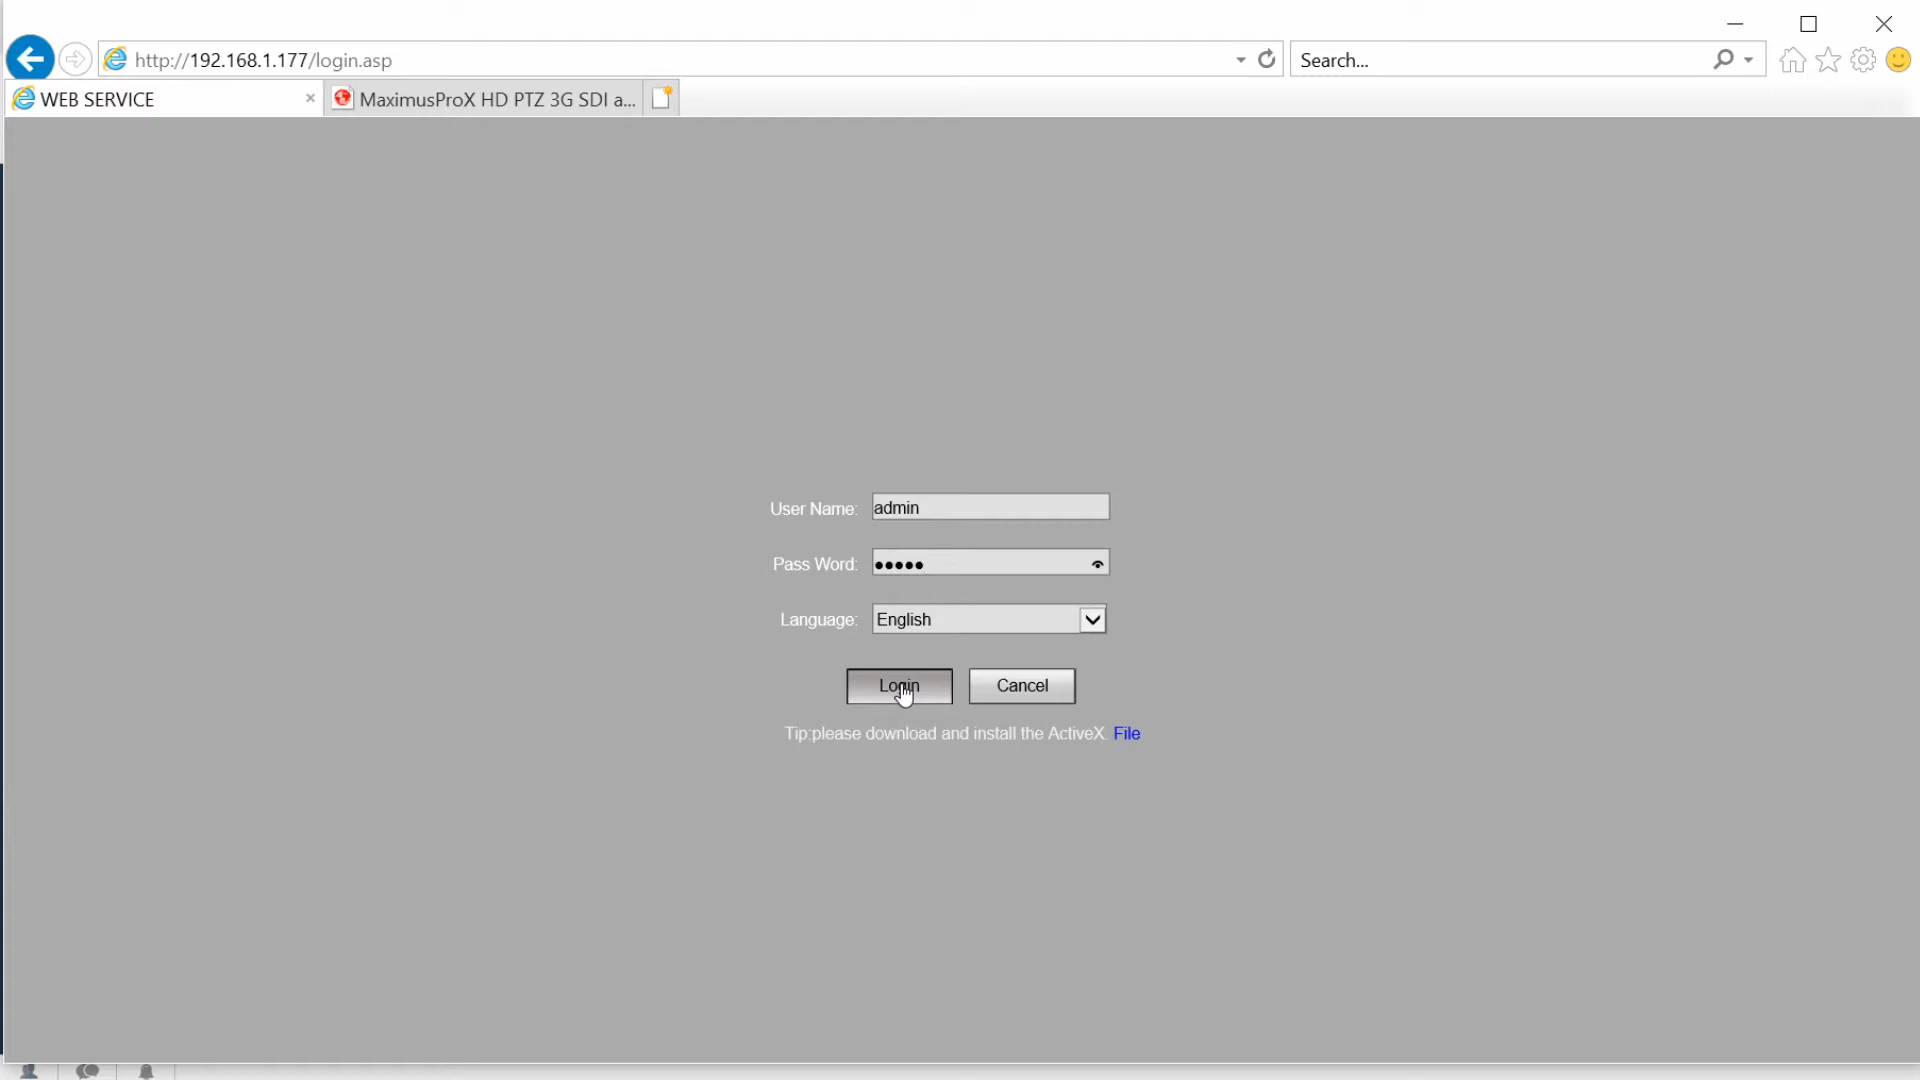 http://192.168.1.177/login.asp
Search...
WEB SERVICE
MaximusProX HD PTZ 3G SDI a...
User Name: admin
Pass Word: •••••
Language: English
Login Cancel
Tip:please download and install the ActiveX. File